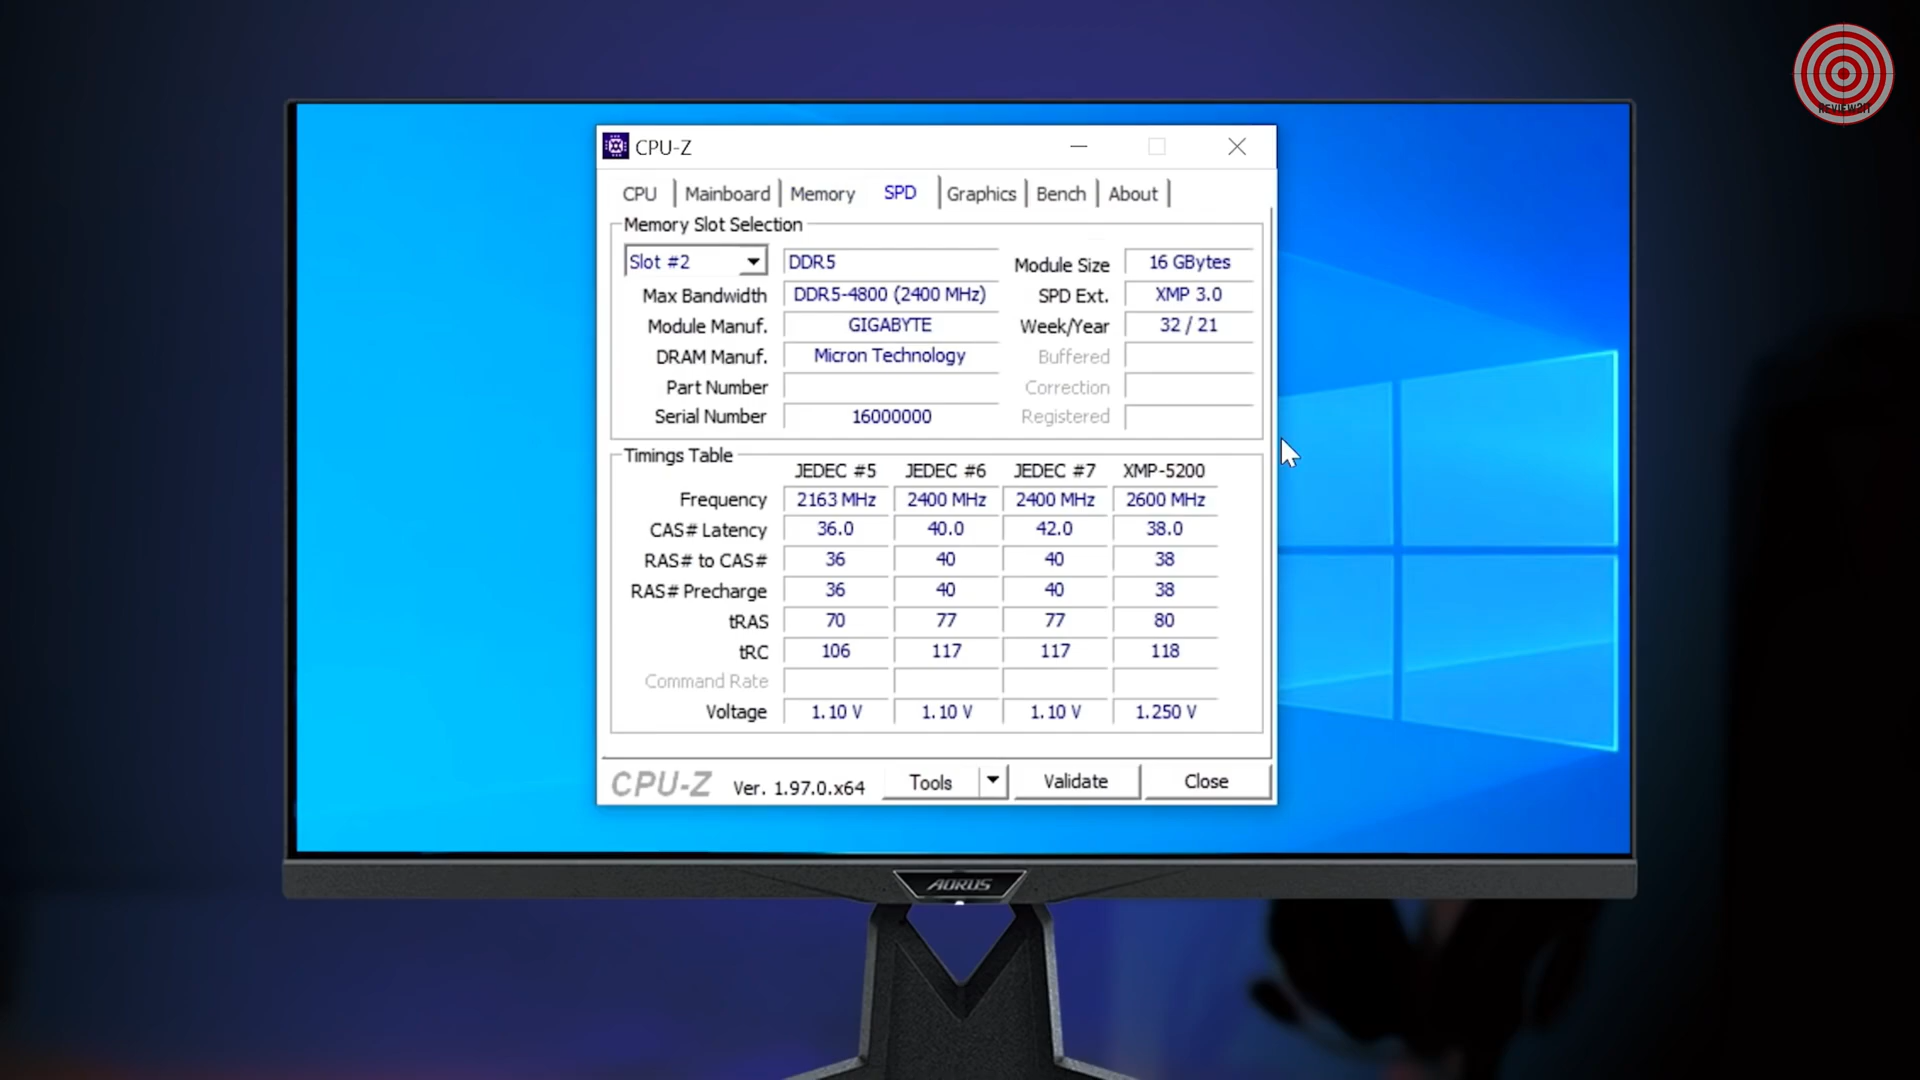 REVIEW3M
CPU-Z
CPU Mainboard Memory SPD Graphics Bench About
Memory Slot Selection
Slot #2 DDR5 Module Size 16 GBytes
Max Bandwidth DDR5-4800 (2400 MHz) SPD Ext. XMP 3.0
Module Manuf. GIGABYTE Week/Year 32 / 21
DRAM Manuf. Micron Technology Buffered
Part Number Correction
Serial Number 16000000 Registered
Timings Table
JEDEC #5 JEDEC #6 JEDEC #7 XMP-5200
Frequency 2163 MHz 2400 MHz 2400 MHz 2600 MHz
CAS# Latency 36.0 40.0 42.0 38.0
RAS# to CAS# 36 40 40 38
RAS# Precharge 36 40 40 38
tRAS 70 77 77 80
tRC 106 117 117 118
Command Rate
Voltage 1.10 V 1.10 V 1.10 V 1.250 V
CPU-Z Ver. 1.97.0.x64 Tools Validate Close
AORUS